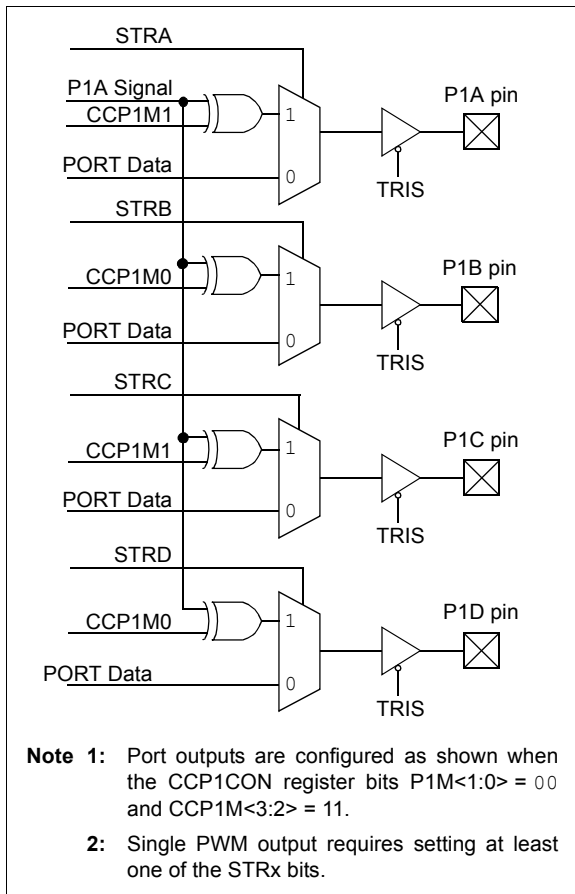 STRA
P1A Signal
CCP1M1
1
P1A pin
PORT Data
0
TRIS
STRB
CCP1M0
1
P1B pin
PORT Data
0
TRIS
STRC
CCP1M1
1
P1C pin
PORT Data
0
TRIS
STRD
CCP1M0
1
P1D pin
PORT Data
0
TRIS
Note 1: Port outputs are configured as shown when
the CCP1CON register bits P1M<1:0> = 00
and CCP1M<3:2> = 11.
2: Single PWM output requires setting at least
one of the STRx bits.